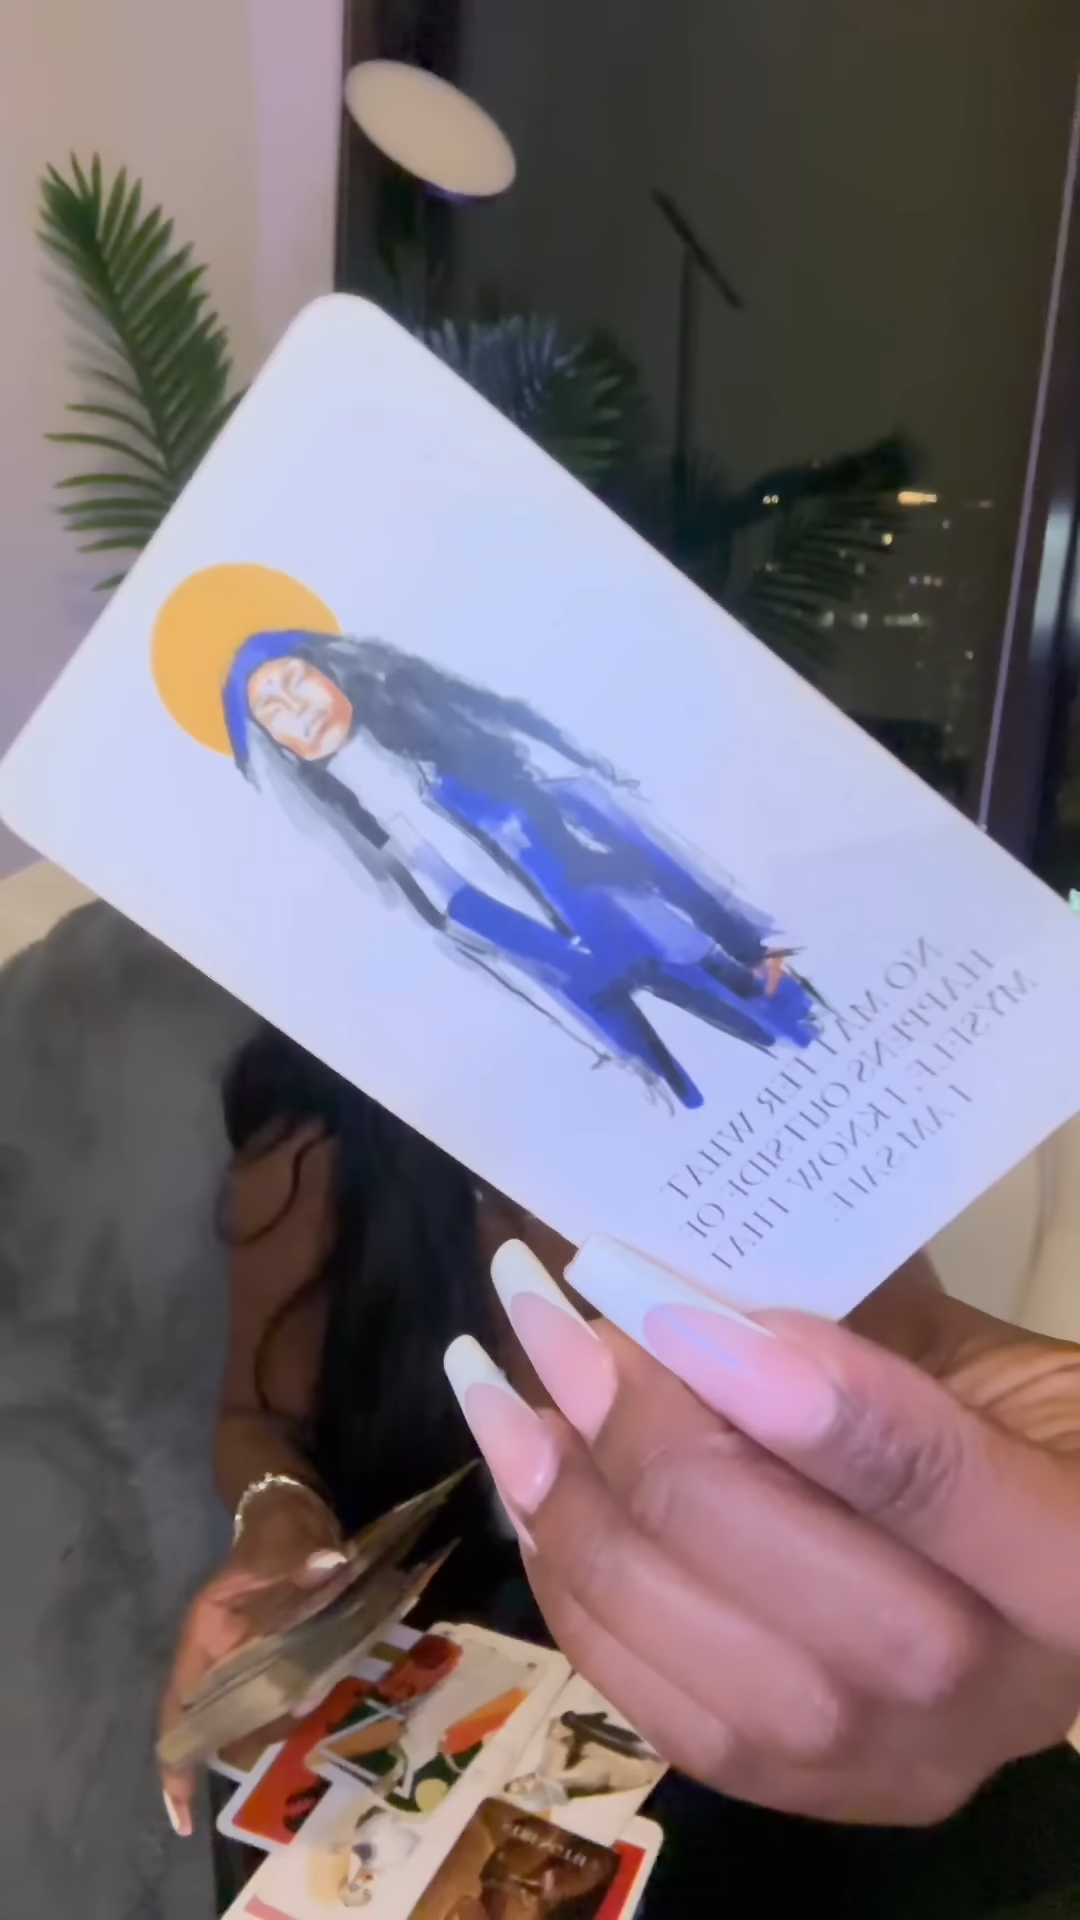 NO MATTER WHAT
HAPPENS OUTSIDE OF
MYSELF, I KNOW THAT
I AM SAFE